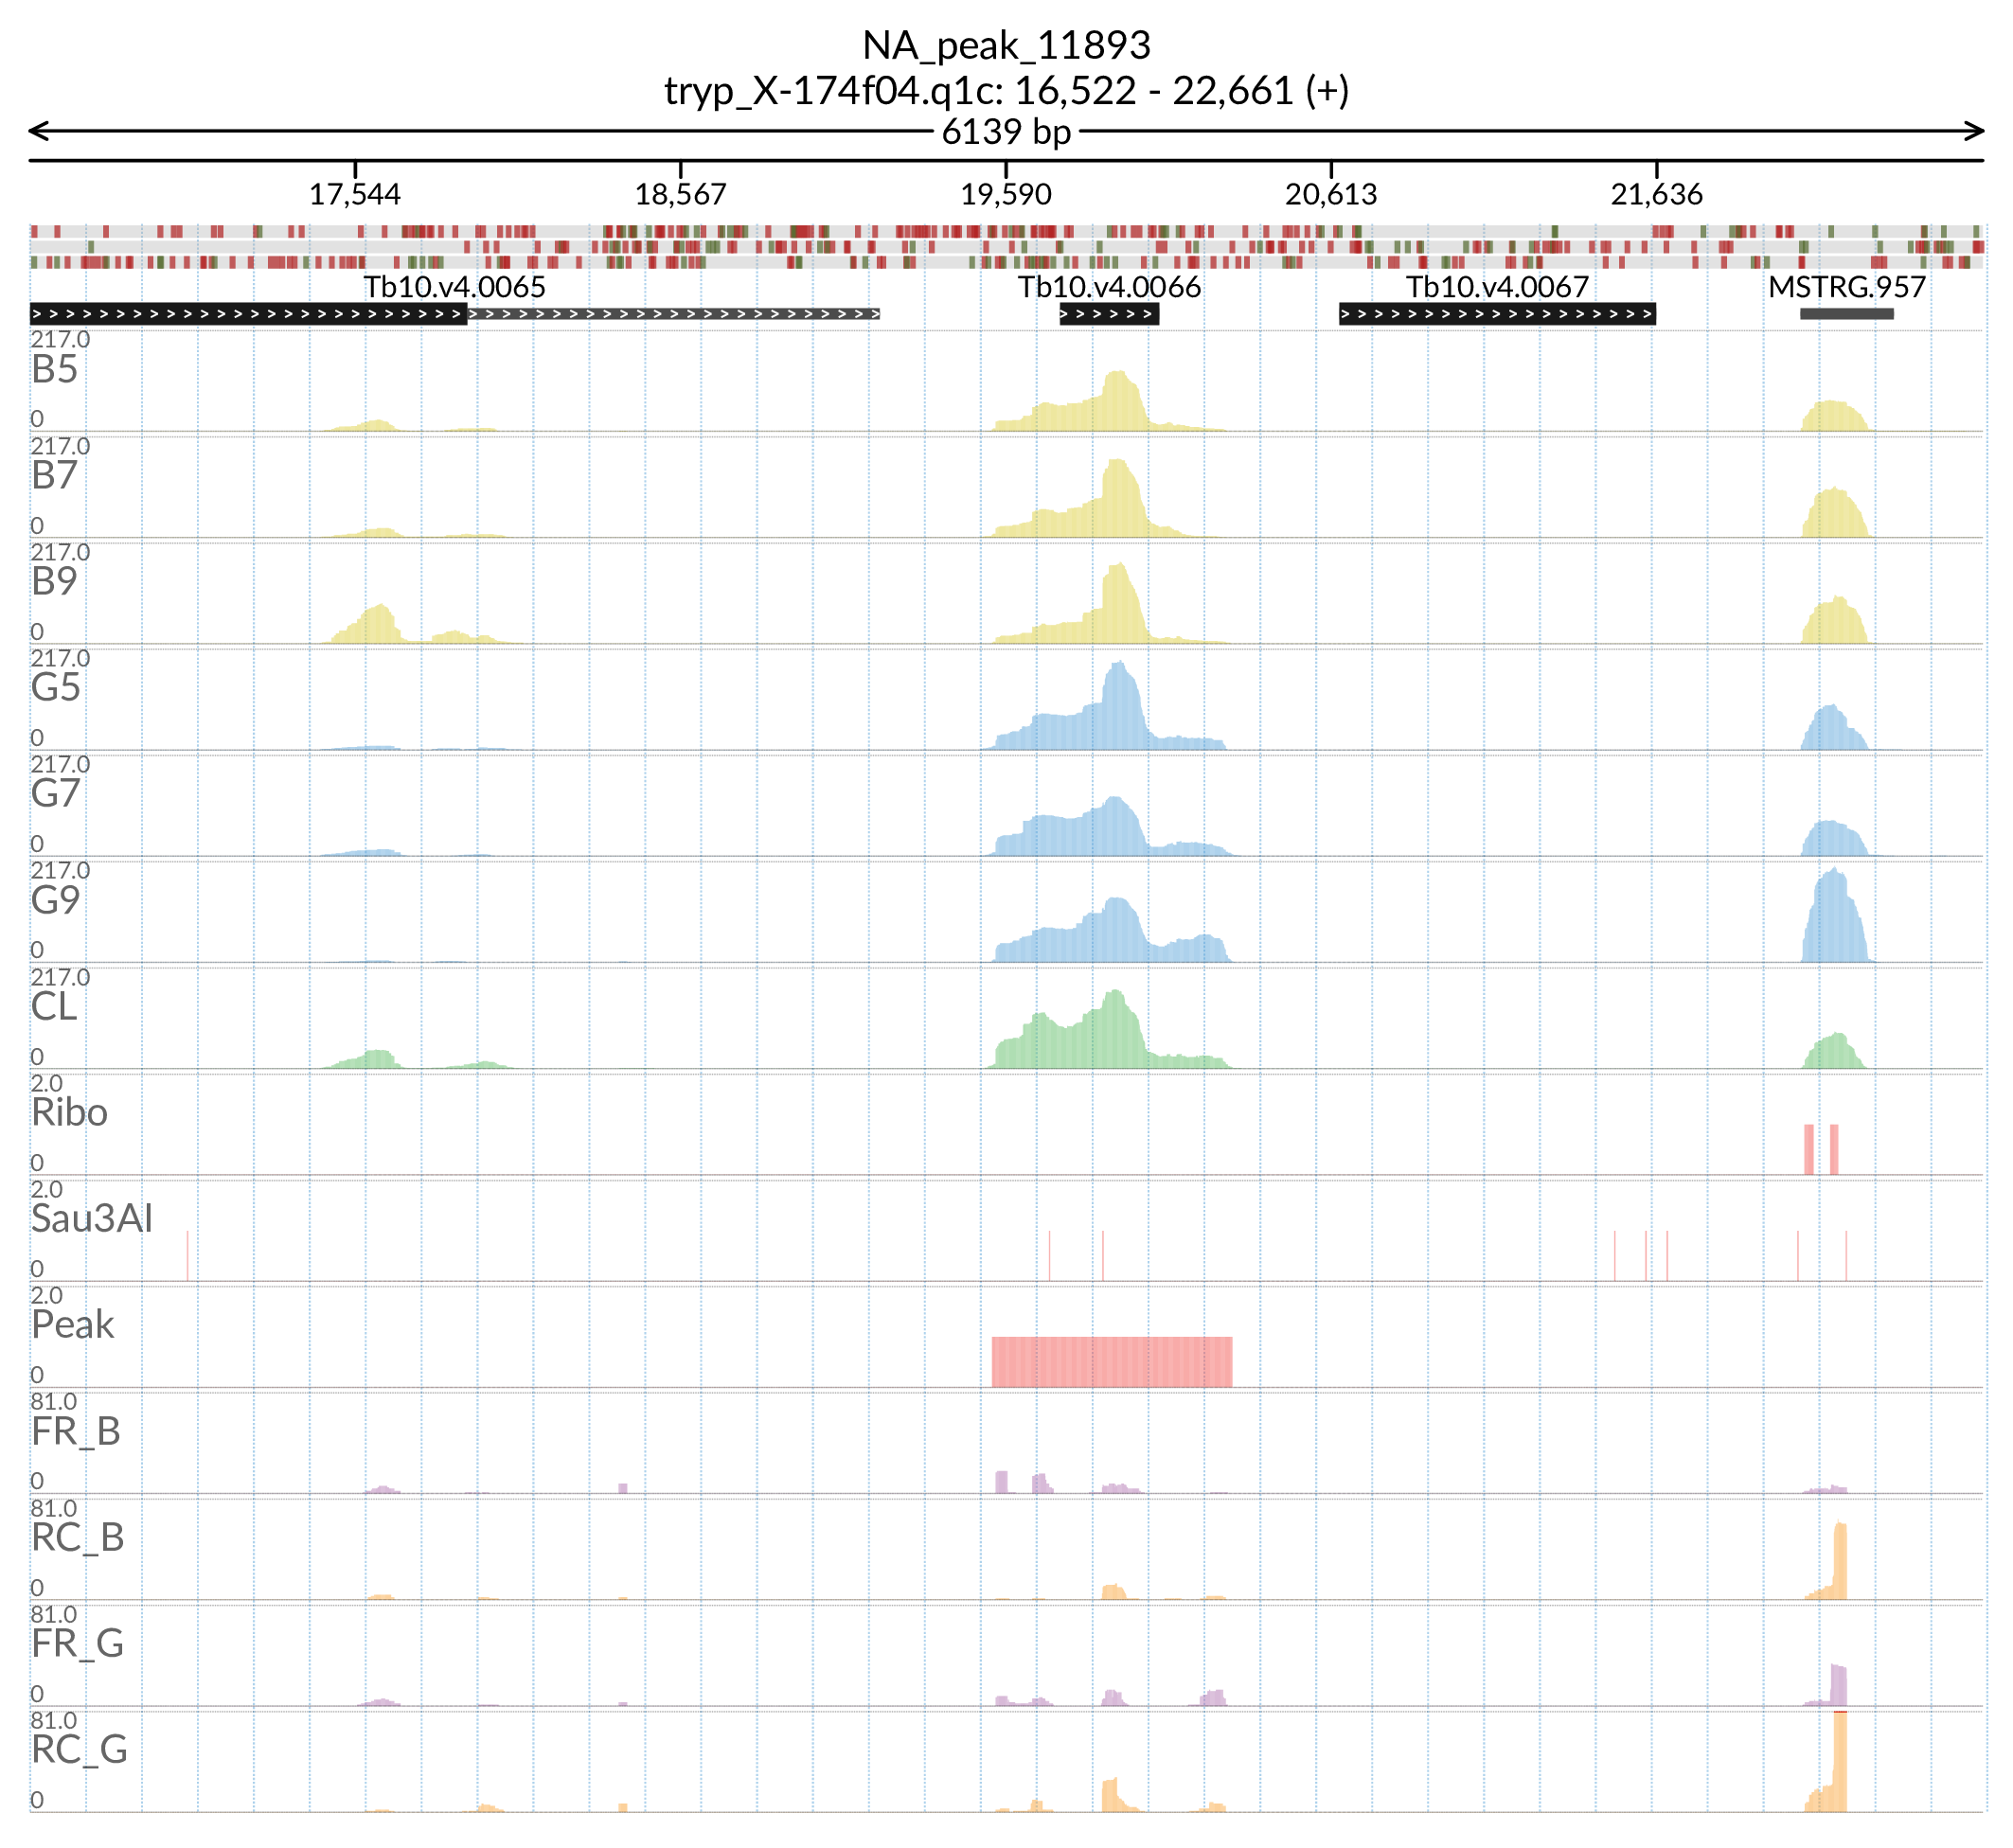 NA_peak_11893
tryp_X-174f04.q1c: 16,522 - 22,661 (+)
6139 bp
17,544 18,567 19,590 20,613 21,636
Tb10.v4.0065 Tb10.v4.0066 Tb10.v4.0067 MSTRG.957
217.0
B5
0
217.0
B7
0
217.0
B9
0
217.0
G5
0
217.0
G7
0
217.0
G9
0
217.0
CL
0
2.0
Ribo
0
2.0
Sau3AI
0
2.0
Peak
0
81.0
FR_B
0
81.0
RC_B
0
81.0
FR_G
0
81.0
RC_G
0